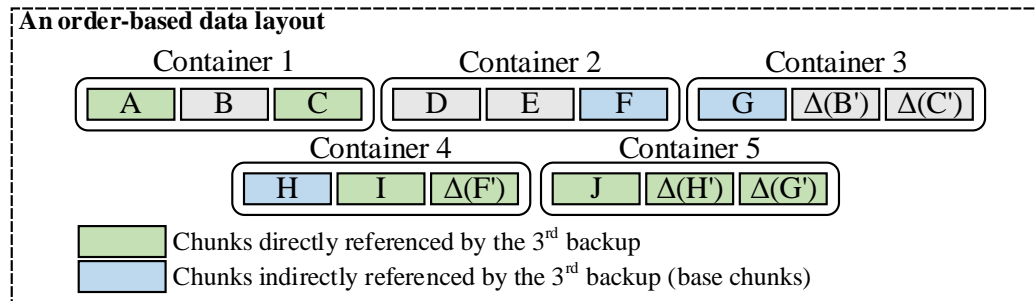 An order-based data layout
Container 1 Container 2 Container 3
A B C D E F G Δ(B') Δ(C')
Container 4 Container 5
H I Δ(F') J Δ(H') Δ(G')
Chunks directly referenced by the 3rd backup
Chunks indirectly referenced by the 3rd backup (base chunks)